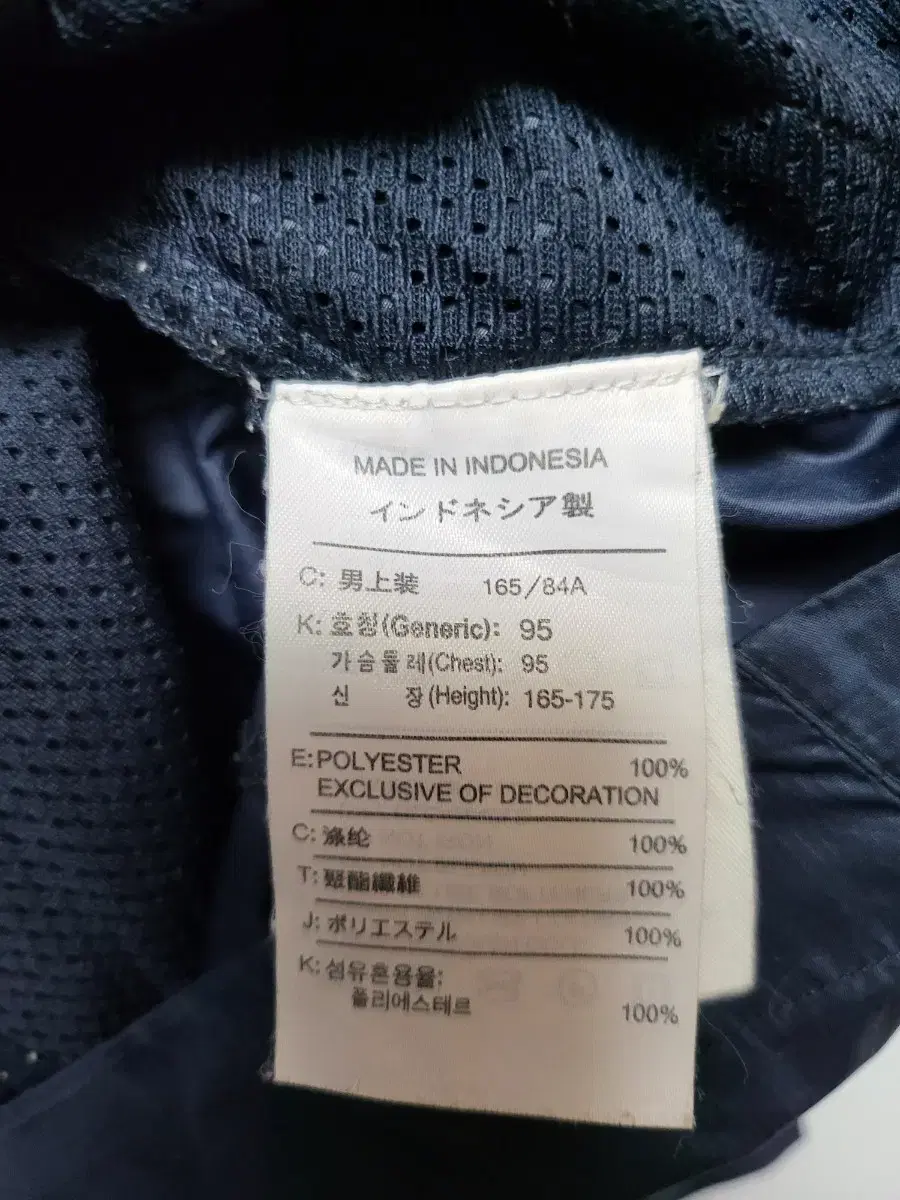 MADE IN INDONESIA
インドネシア製
C: 男上装 165/84A
K: 호칭(Generic): 95
가슴둘레(Chest): 95
신 장(Height): 165-175
E:POLYESTER 100%
EXCLUSIVE OF DECORATION
C: 涤纶 100%
T: 聚酯纖維 100%
J: ポリエステル 100%
K: 섬유혼용율:
폴리에스테르 100%